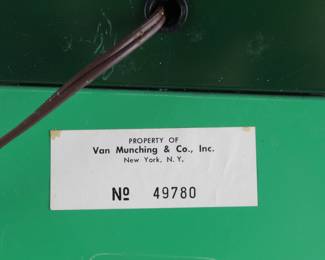 PROPERTY OF
Van Munching & Co., Inc.
New York, N. Y.
Nº 49780